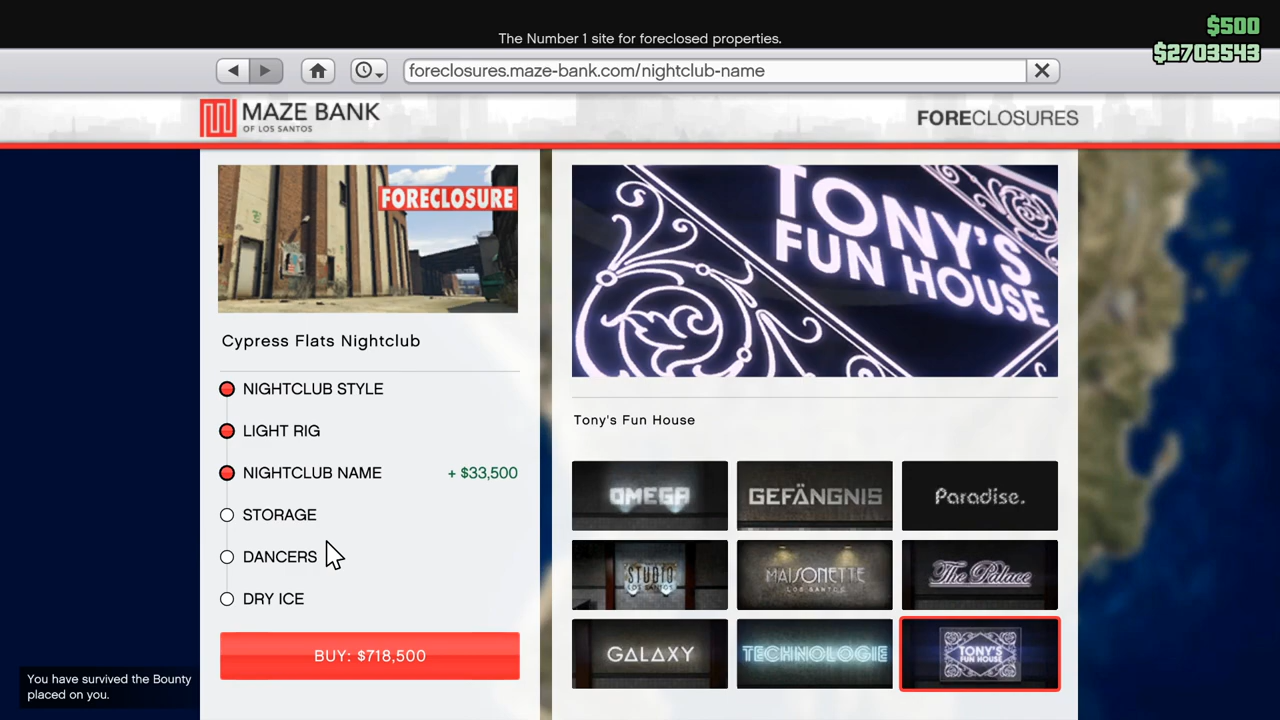 $500
The Number 1 site for foreclosed properties.
$2703543
foreclosures.maze-bank.com/nightclub-name
MAZE BANK
OF LOS SANTOS
FORECLOSURES
FORECLOSURE
TONY'S
FUN HOUSE
Cypress Flats Nightclub
NIGHTCLUB STYLE
LIGHT RIG
NIGHTCLUB NAME + $33,500
STORAGE
DANCERS
DRY ICE
BUY: $718,500
Tony's Fun House
OMEGA
GEFÄNGNIS
Paradise.
STUDIO
LOS SANTOS
MAISONETTE
LOS SANTOS
The Palace
GALAXY
TECHNOLOGIE
TONY'S
FUN HOUSE
You have survived the Bounty
placed on you.